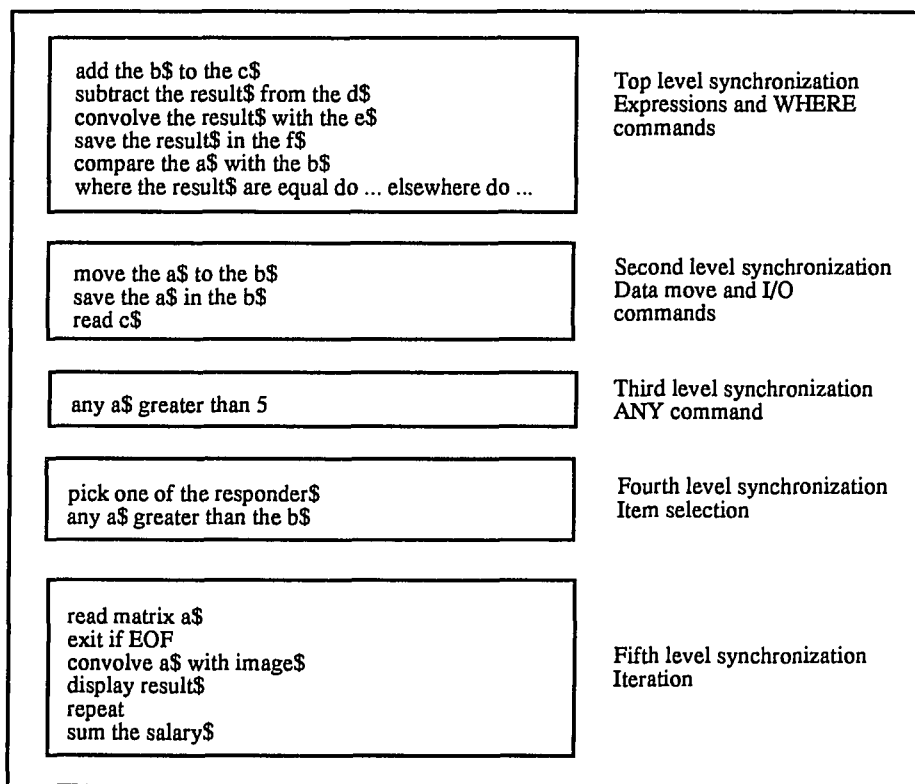 add the b$ to the c$
subtract the result$ from the d$
convolve the result$ with the e$
save the result$ in the f$
compare the a$ with the b$
where the result$ are equal do ... elsewhere do ...
Top level synchronization
Expressions and WHERE
commands
move the a$ to the b$
save the a$ in the b$
read c$
Second level synchronization
Data move and I/O
commands
any a$ greater than 5
Third level synchronization
ANY command
pick one of the responder$
any a$ greater than the b$
Fourth level synchronization
Item selection
read matrix a$
exit if EOF
convolve a$ with image$
display result$
repeat
sum the salary$
Fifth level synchronization
Iteration